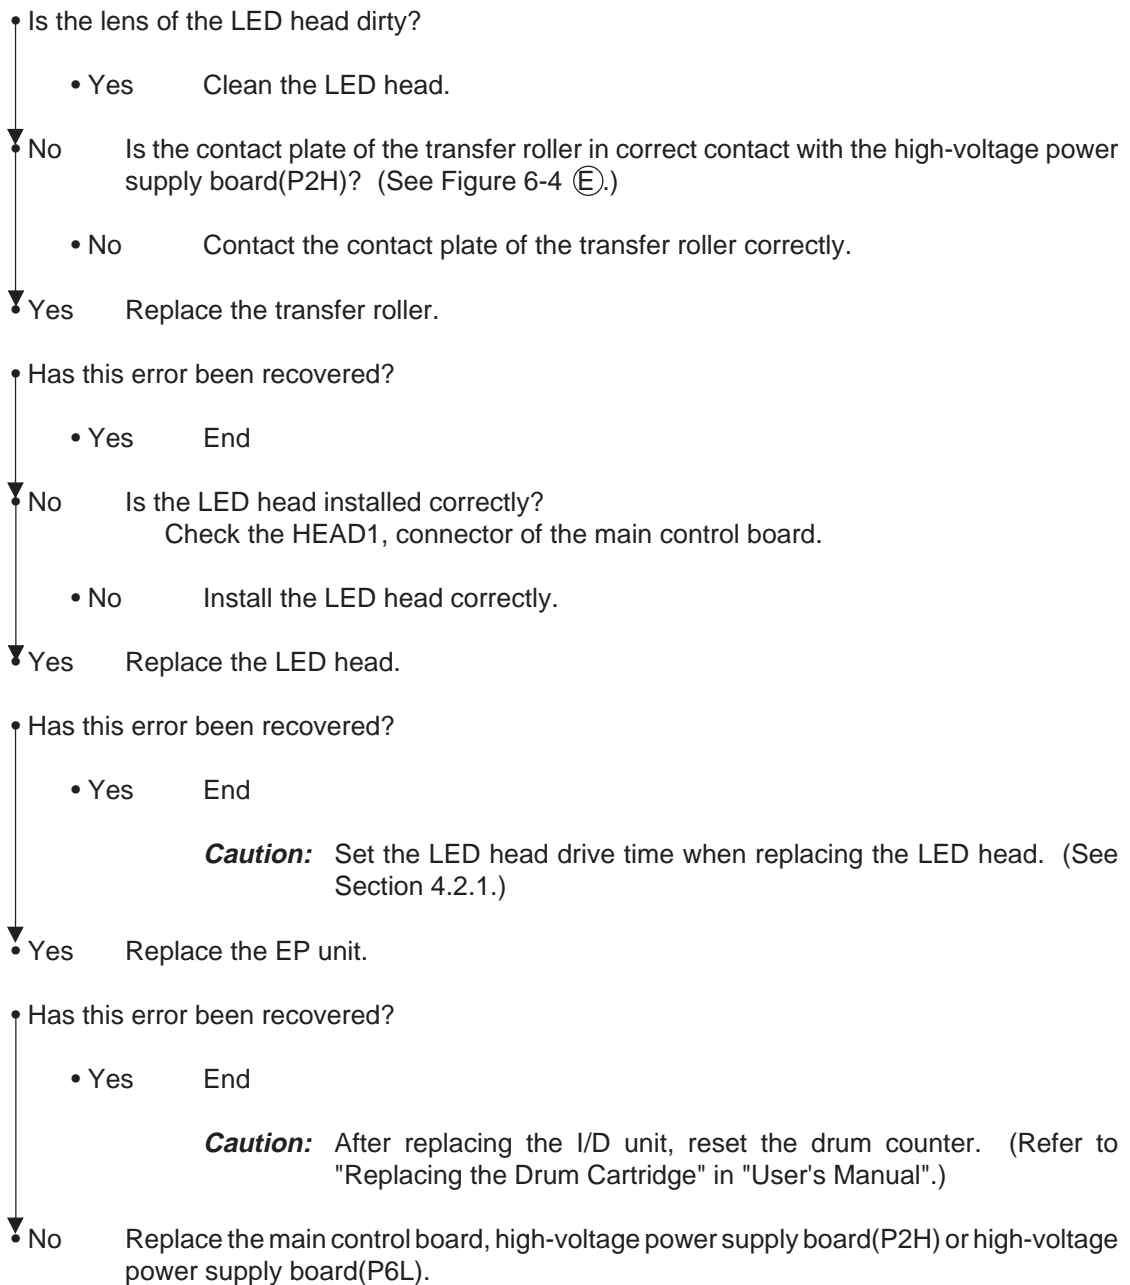 • Is the lens of the LED head dirty?
• Yes Clean the LED head.
• No Is the contact plate of the transfer roller in correct contact with the high-voltage power
supply board(P2H)? (See Figure 6-4 Ⓔ.)
• No Contact the contact plate of the transfer roller correctly.
• Yes Replace the transfer roller.
• Has this error been recovered?
• Yes End
• No Is the LED head installed correctly?
Check the HEAD1, connector of the main control board.
• No Install the LED head correctly.
• Yes Replace the LED head.
• Has this error been recovered?
• Yes End
Caution: Set the LED head drive time when replacing the LED head. (See
Section 4.2.1.)
• Yes Replace the EP unit.
• Has this error been recovered?
• Yes End
Caution: After replacing the I/D unit, reset the drum counter. (Refer to
"Replacing the Drum Cartridge" in "User's Manual".)
• No Replace the main control board, high-voltage power supply board(P2H) or high-voltage
power supply board(P6L).